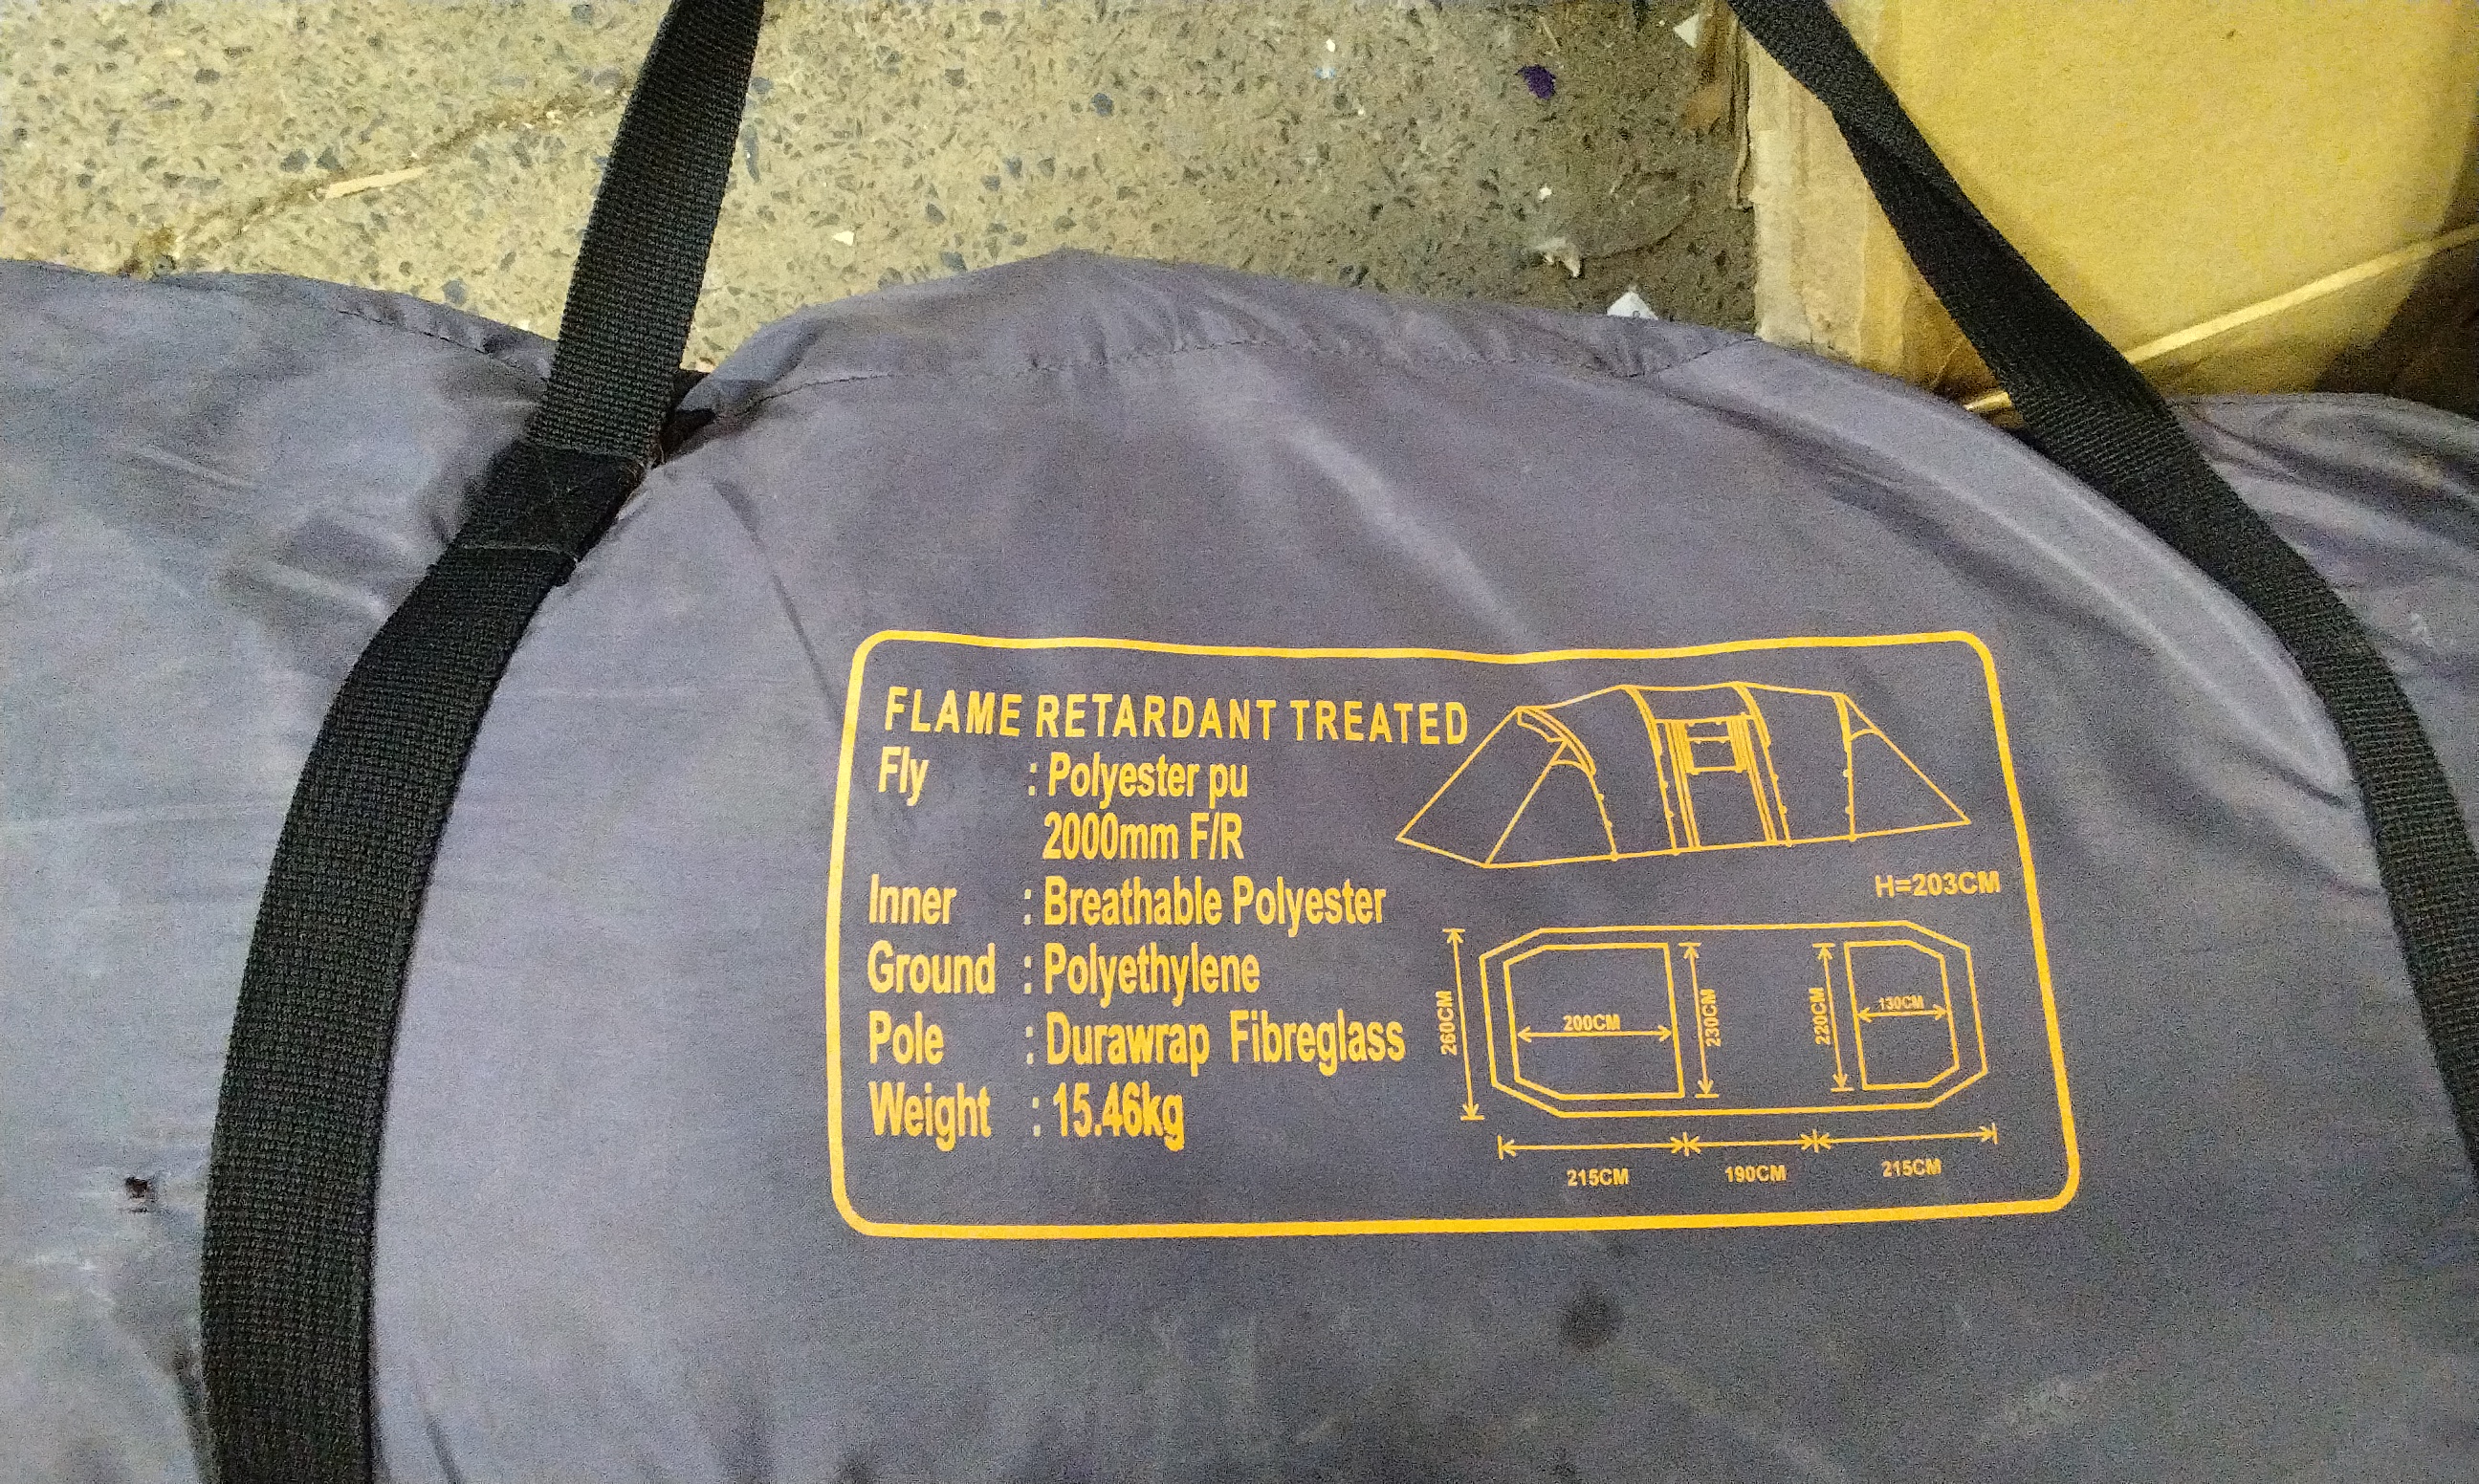 FLAME RETARDANT TREATED
Fly : Polyester pu
2000mm F/R
Inner : Breathable Polyester
Ground : Polyethylene
Pole : Durawrap Fibreglass
Weight : 15.46kg
H=203CM
260CM
200CM
230CM
220CM
130CM
215CM
190CM
215CM